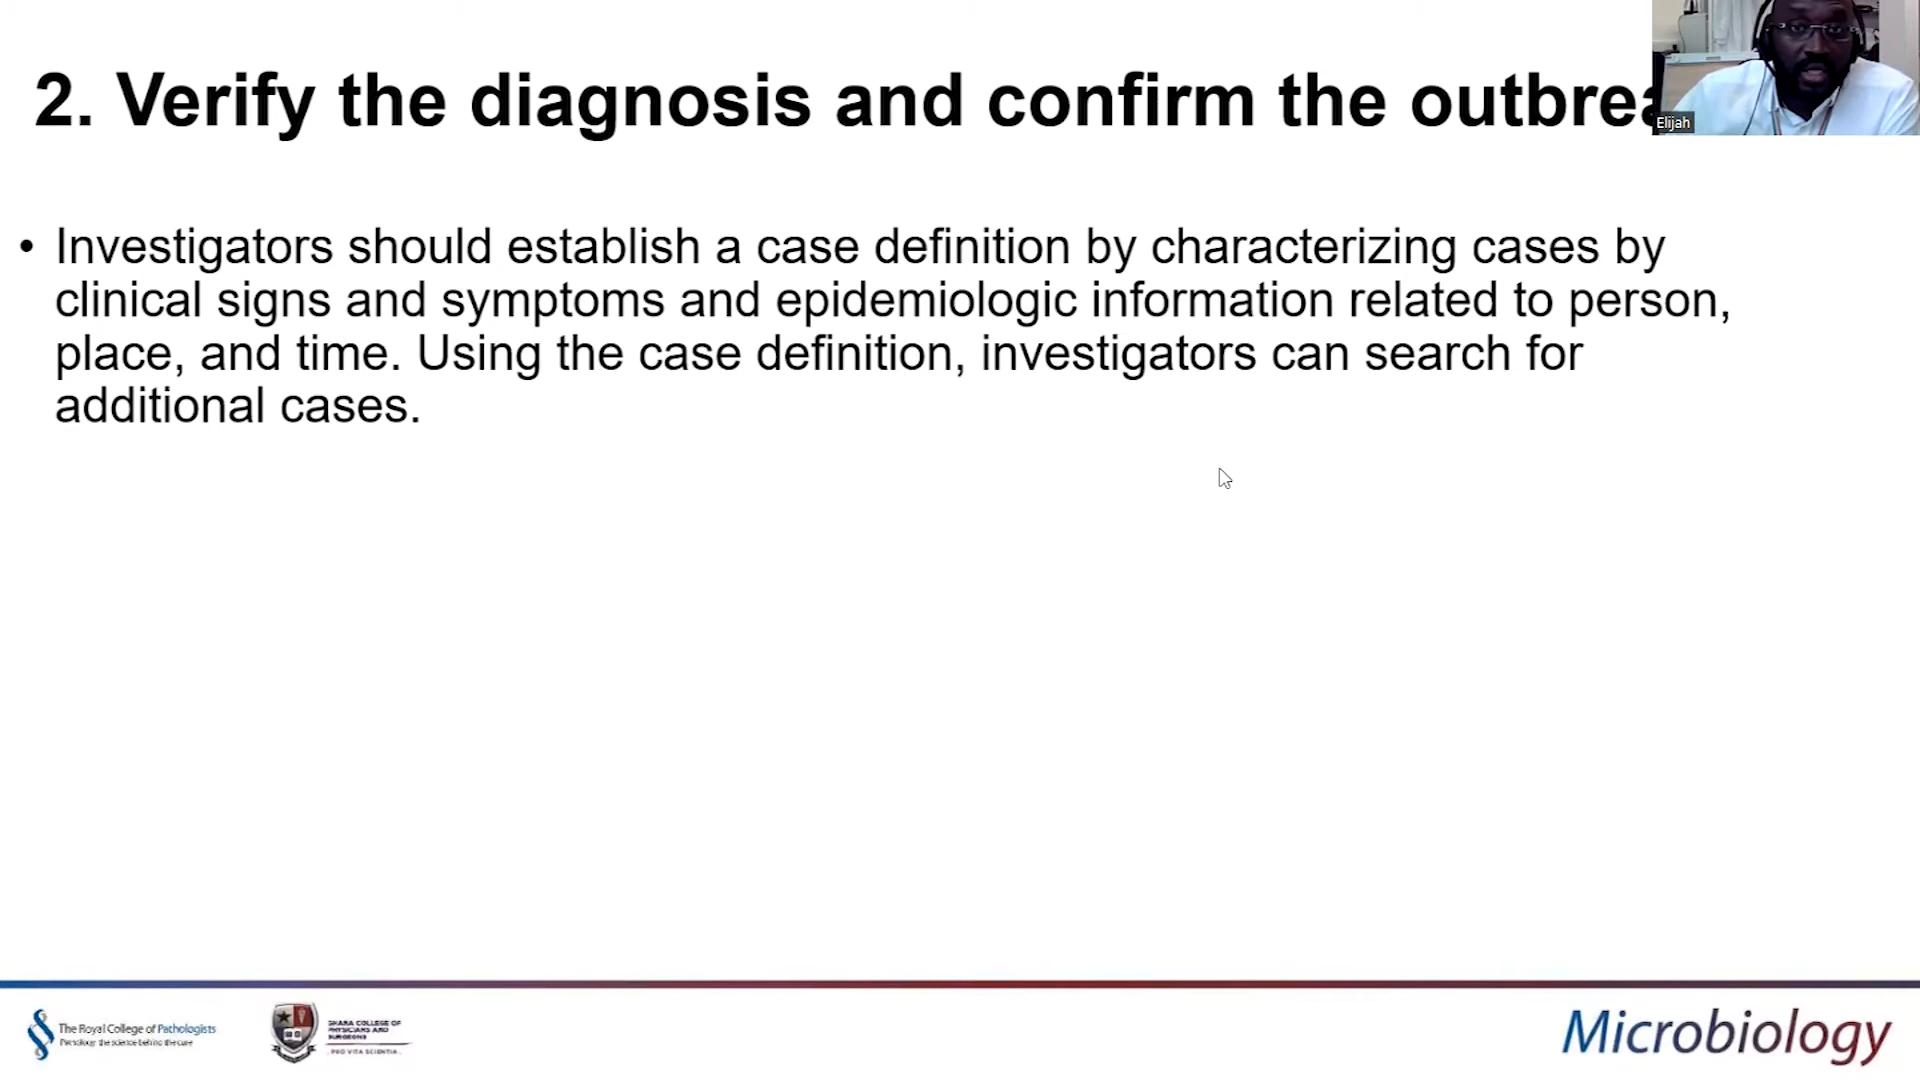 2. Verify the diagnosis and confirm the outbrea
Elijah
• Investigators should establish a case definition by characterizing cases by
clinical signs and symptoms and epidemiologic information related to person,
place, and time. Using the case definition, investigators can search for
additional cases.
The Royal College of Pathologists
Pathology: the science behind the cure
GHANA COLLEGE OF
PHYSICIANS AND
SURGEONS
. PRO VITA SCIENTIA .
Microbiology